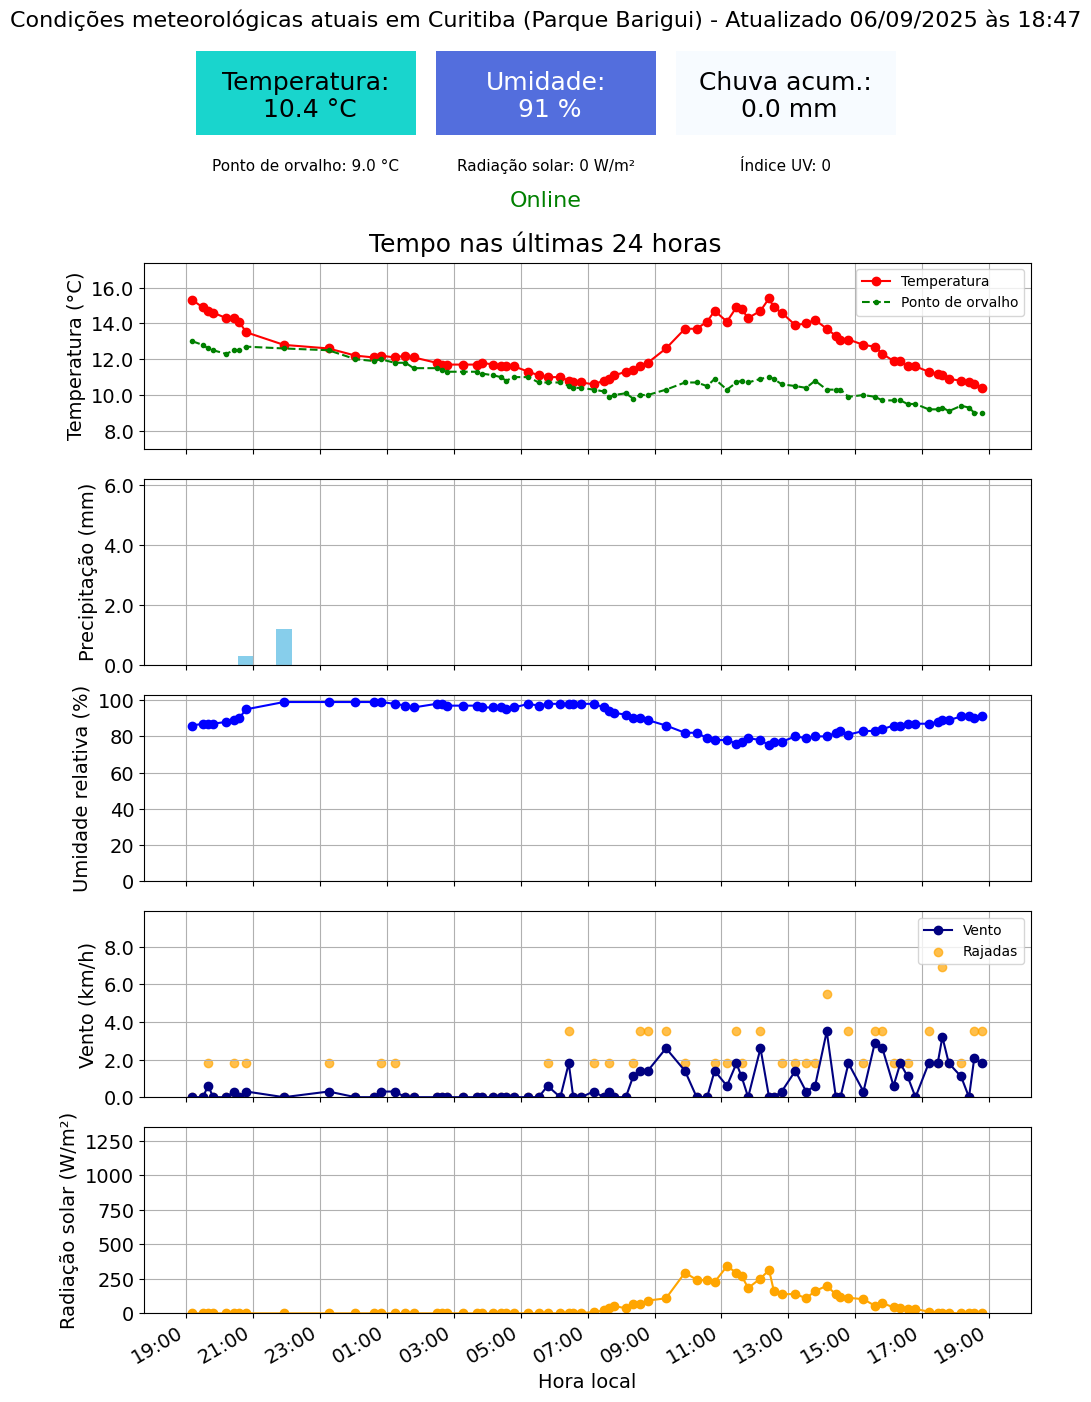 Condições meteorológicas atuais em Curitiba (Parque Barigui) - Atualizado 06/09/2025 às 18:47
Temperatura:
10.4 °C
Umidade:
91 %
Chuva acum.:
0.0 mm
Ponto de orvalho: 9.0 °C
Radiação solar: 0 W/m²
Índice UV: 0
Online
Tempo nas últimas 24 horas
Temperatura (°C)
16.0
14.0
12.0
10.0
8.0
Temperatura
Ponto de orvalho
Precipitação (mm)
6.0
4.0
2.0
0.0
Umidade relativa (%)
100
80
60
40
20
0
Vento (km/h)
8.0
6.0
4.0
2.0
0.0
Vento
Rajadas
Radiação solar (W/m²)
1250
1000
750
500
250
0
19:00
21:00
23:00
01:00
03:00
05:00
07:00
09:00
11:00
13:00
15:00
17:00
19:00
Hora local